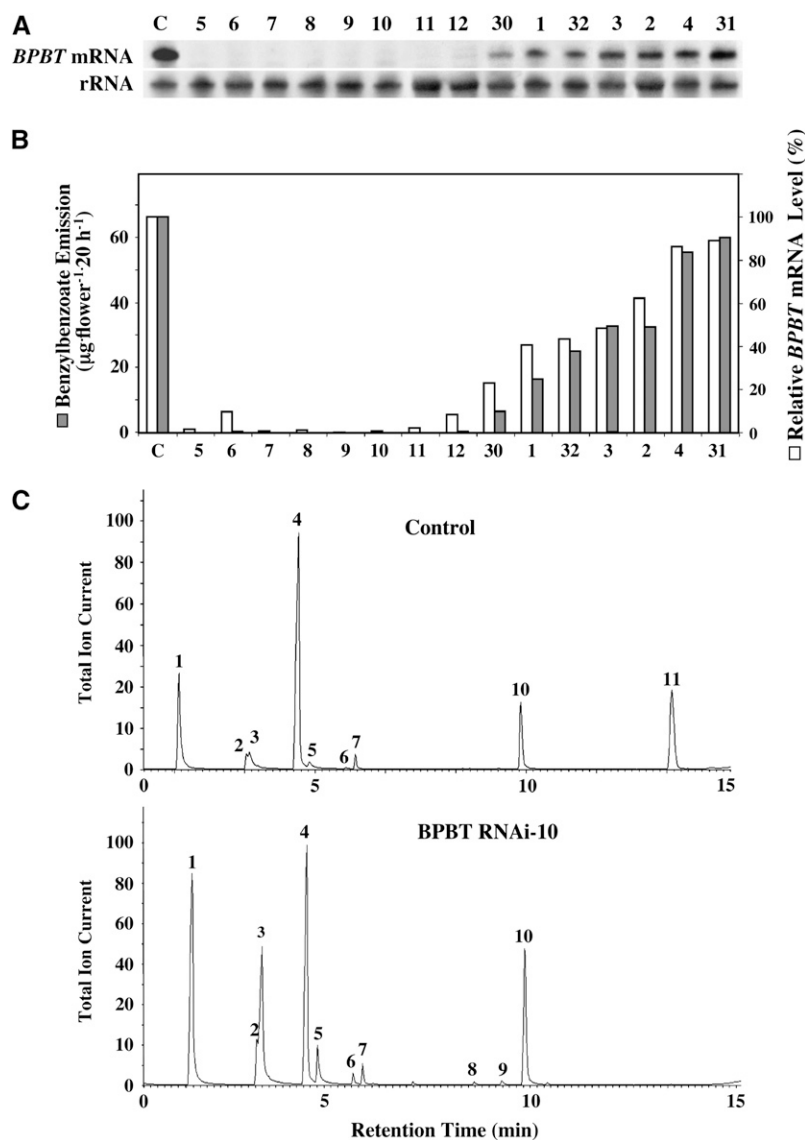 A
C 5 6 7 8 9 10 11 12 30 1 32 3 2 4 31
BPBT mRNA
rRNA
B
Benzylbenzoate Emission
(µg·flower⁻¹·20 h⁻¹)
60
40
20
0
100
80
60
40
20
0
Relative BPBT mRNA Level (%)
C 5 6 7 8 9 10 11 12 30 1 32 3 2 4 31
C
Control
Total Ion Current
100
80
60
40
20
10
0
1
2
3
4
5
6
7
10
11
0 5 10 15
BPBT RNAi-10
Total Ion Current
100
80
60
40
20
10
0
1
2
3
4
5
6
7
8
9
10
0 5 10 15
Retention Time (min)